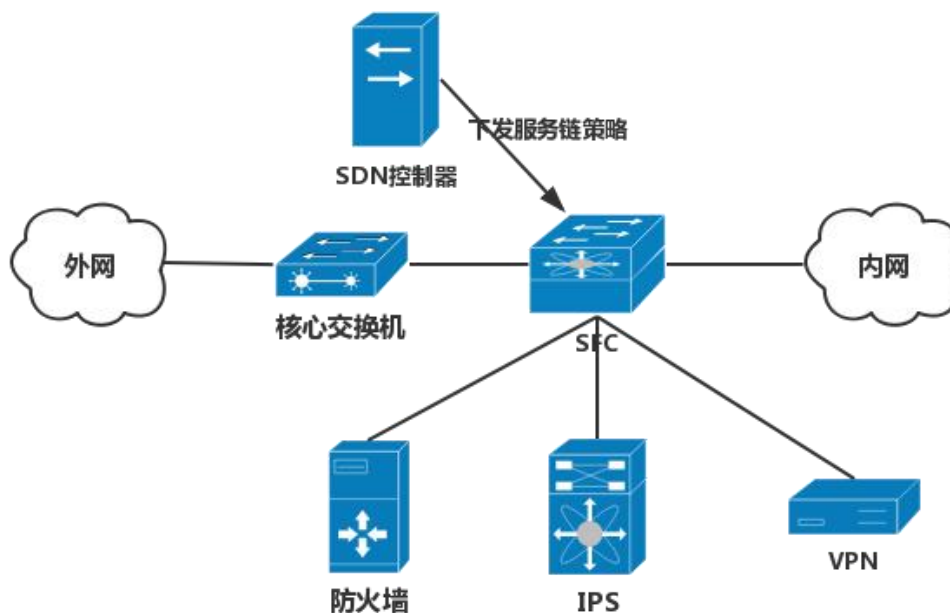 下发服务链策略
SDN控制器
外网
内网
核心交换机
SFC
防火墙
IPS
VPN